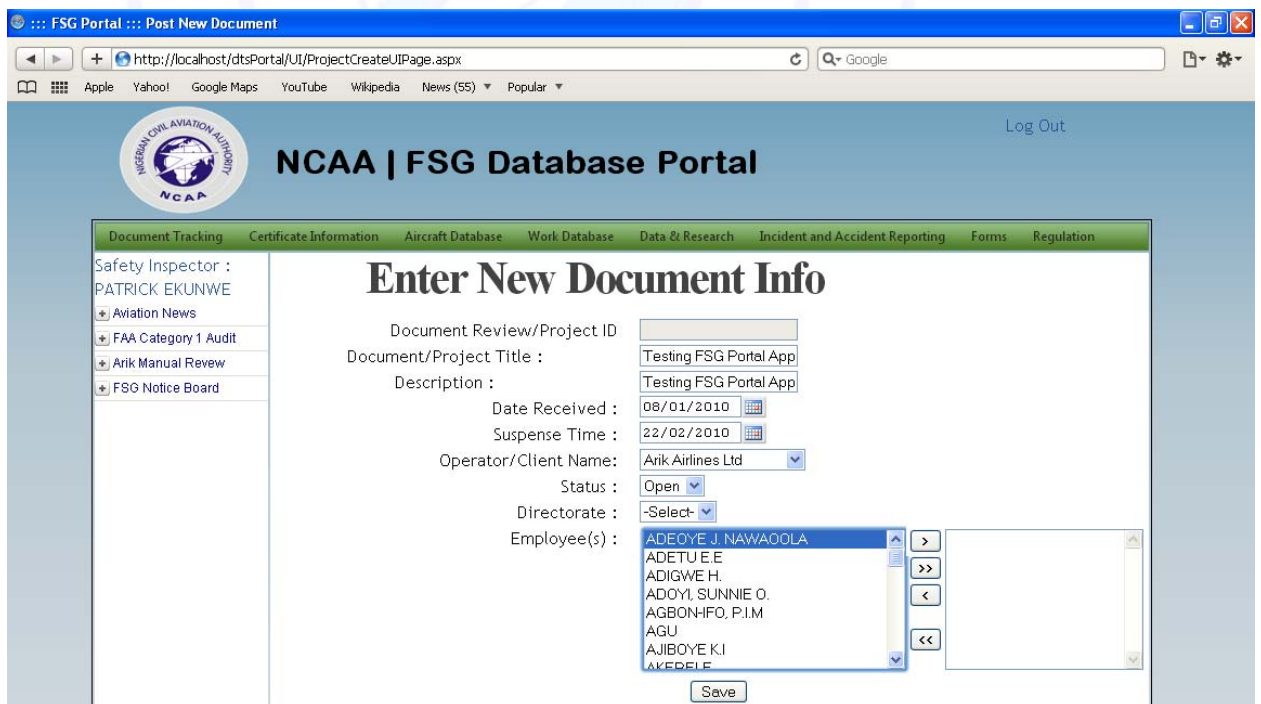 ::: FSG Portal ::: Post New Document
http://localhost/dtsPortal/UI/ProjectCreateUIPage.aspx
Google
Apple Yahoo! Google Maps YouTube Wikipedia News (55) Popular
Log Out
NIGERIAN CIVIL AVIATION AUTHORITY
NCAA
NCAA | FSG Database Portal
Document Tracking Certificate Information Aircraft Database Work Database Data & Research Incident and Accident Reporting Forms Regulation
Safety Inspector :
PATRICK EKUNWE
Aviation News
FAA Category 1 Audit
Arik Manual Revew
FSG Notice Board
Enter New Document Info
Document Review/Project ID
Document/Project Title : Testing FSG Portal App
Description : Testing FSG Portal App
Date Received : 08/01/2010
Suspense Time : 22/02/2010
Operator/Client Name: Arik Airlines Ltd
Status : Open
Directorate : -Select-
Employee(s) : ADEOYE J. NAWAOOLA
ADETU E.E
ADIGWE H.
ADOYI, SUNNIE O.
AGBON-IFO, P.I.M
AGU
AJIBOYE K.I
>
>>
<
<<
Save